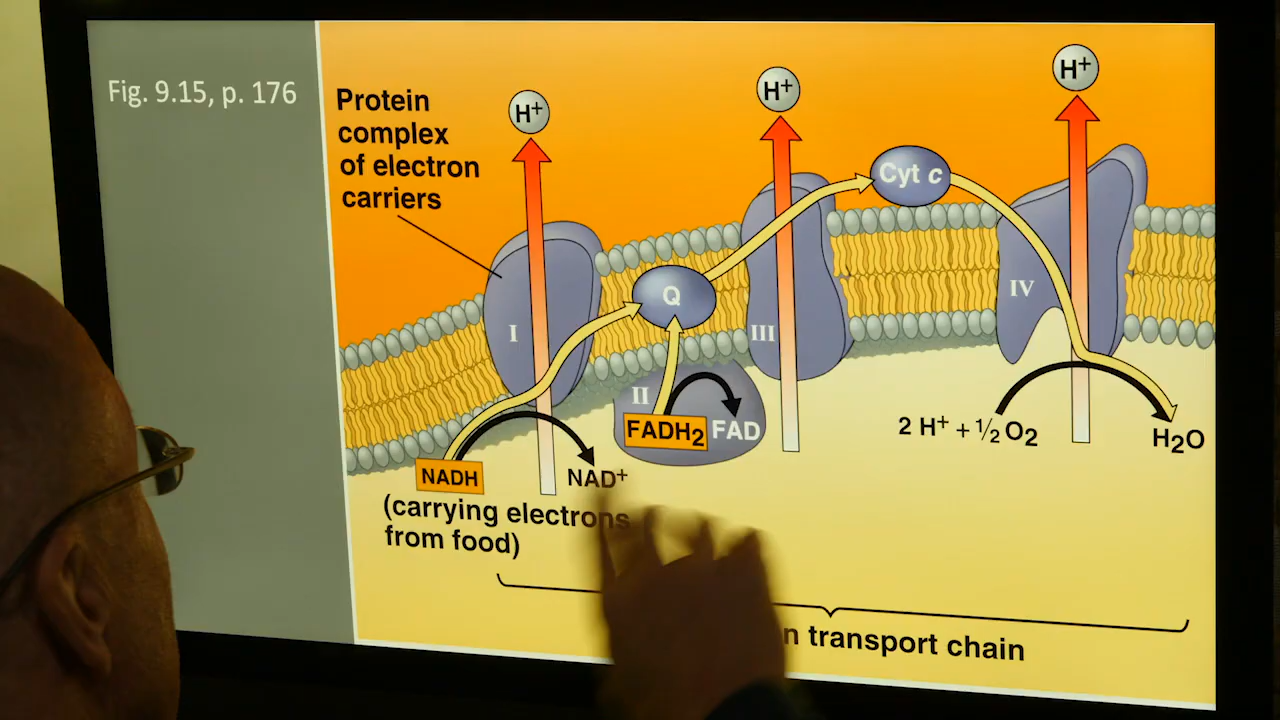 Fig. 9.15, p. 176
Protein
complex
of electron
carriers
H+
H+
H+
Cyt c
Q
I
II
III
IV
FADH2
FAD
NADH
NAD+
2 H+ + 1/2 O2
H2O
(carrying electrons
from food)
transport chain